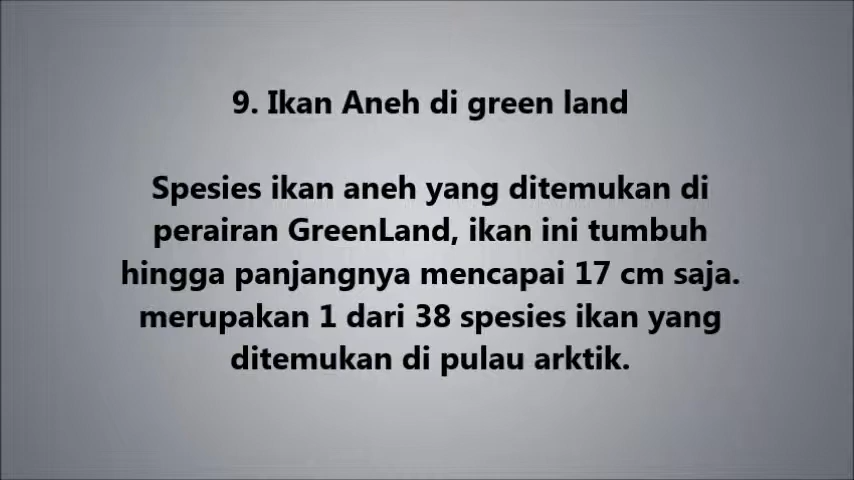 9. Ikan Aneh di green land
Spesies ikan aneh yang ditemukan di
perairan GreenLand, ikan ini tumbuh
hingga panjangnya mencapai 17 cm saja.
merupakan 1 dari 38 spesies ikan yang
ditemukan di pulau arktik.